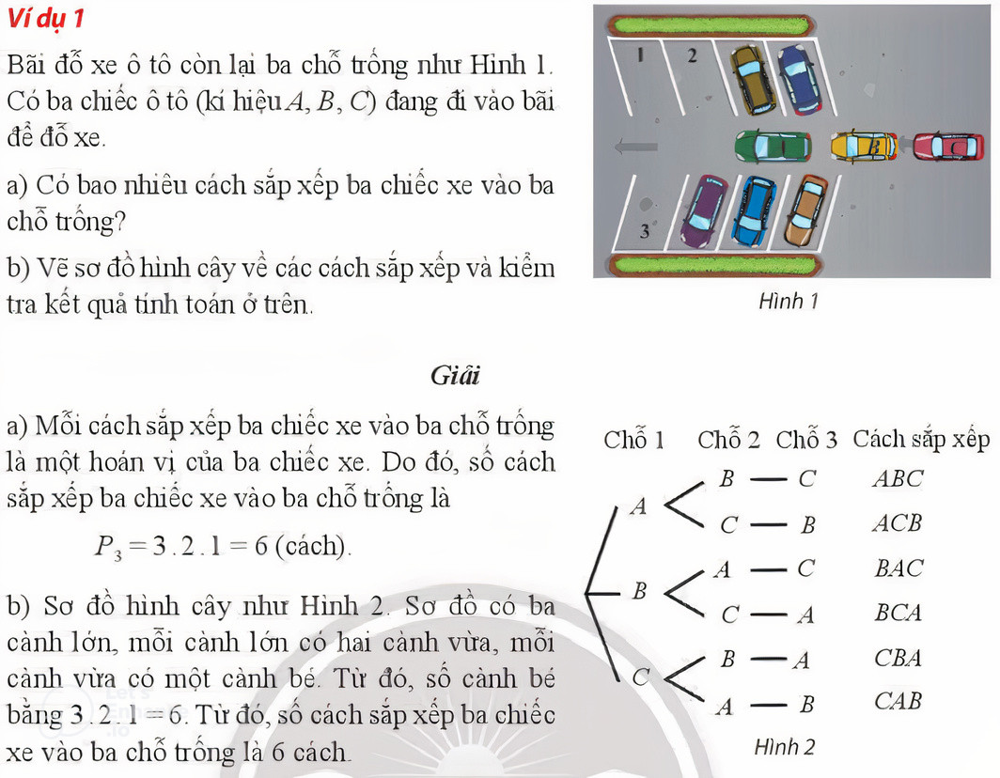 Ví dụ 1
Bãi đỗ xe ô tô còn lại ba chỗ trống như Hình 1.
Có ba chiếc ô tô (kí hiệu A, B, C) đang đi vào bãi
để đỗ xe.
a) Có bao nhiêu cách sắp xếp ba chiếc xe vào ba
chỗ trống?
b) Vẽ sơ đồ hình cây về các cách sắp xếp và kiểm
tra kết quả tính toán ở trên.
1 2
B C
3
Hình 1
Giải
a) Mỗi cách sắp xếp ba chiếc xe vào ba chỗ trống
là một hoán vị của ba chiếc xe. Do đó, số cách
sắp xếp ba chiếc xe vào ba chỗ trống là
P₃ = 3 . 2 . 1 = 6 (cách).
b) Sơ đồ hình cây như Hình 2. Sơ đồ có ba
cành lớn, mỗi cành lớn có hai cành vừa, mỗi
cành vừa có một cành bé. Từ đó, số cành bé
bằng 3 . 2 . 1 = 6. Từ đó, số cách sắp xếp ba chiếc
xe vào ba chỗ trống là 6 cách.
Chỗ 1 Chỗ 2 Chỗ 3 Cách sắp xếp
B C ABC
A
C B ACB
A C BAC
B
C A BCA
B A CBA
C
A B CAB
Hình 2